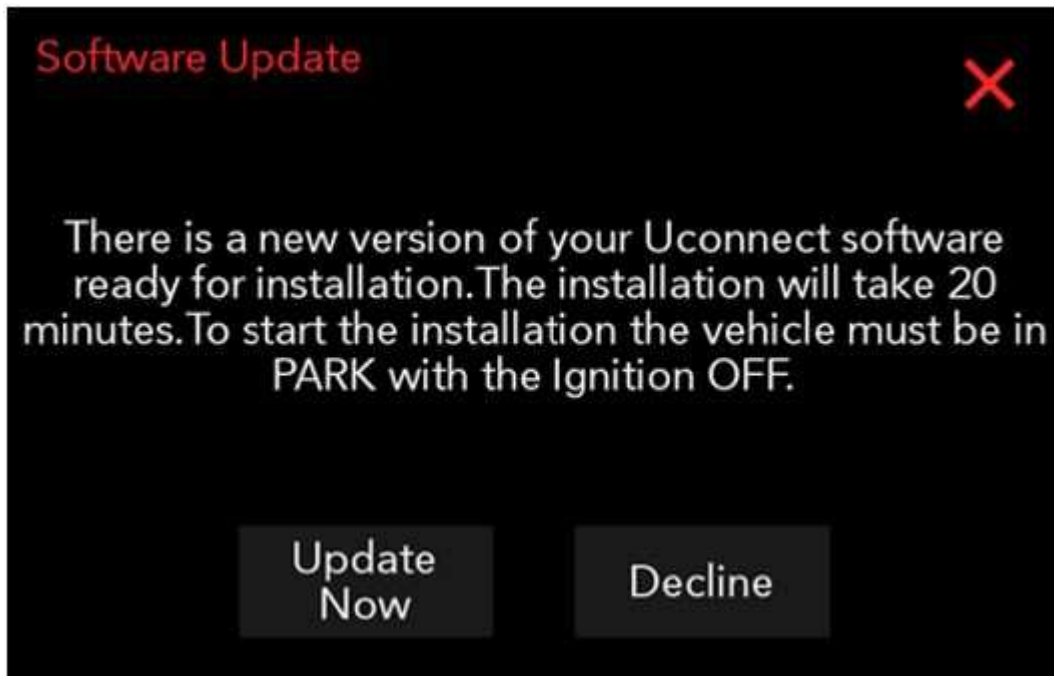 Software Update
There is a new version of your Uconnect software
ready for installation.The installation will take 20
minutes.To start the installation the vehicle must be in
PARK with the Ignition OFF.
Update
Now
Decline